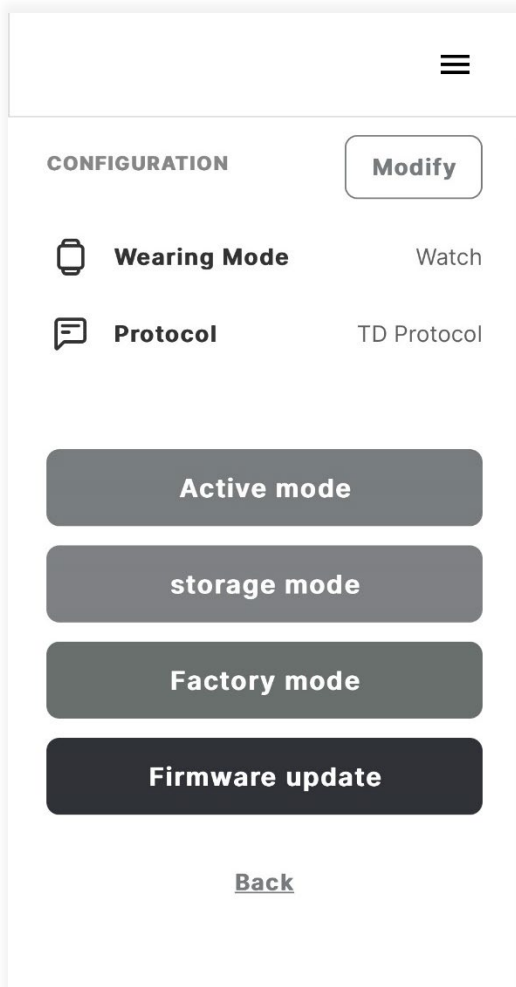 CONFIGURATION Modify
Wearing Mode Watch
Protocol TD Protocol
Active mode
storage mode
Factory mode
Firmware update
Back